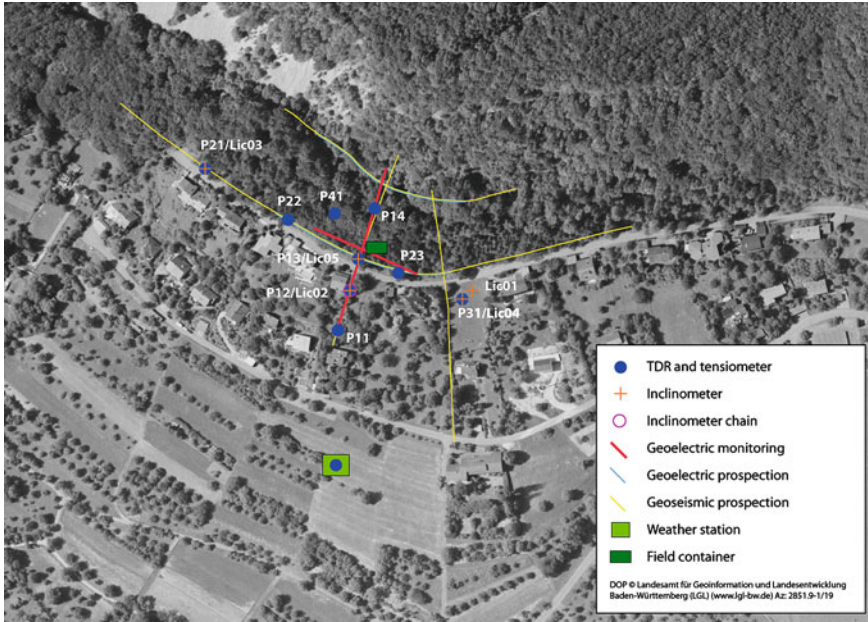 P21/Lic03
P41
P22
P14
P13/Lic05
P23
P12/Lic02
Lic01
P31/Lic04
P11
TDR and tensiometer
Inclinometer
Inclinometer chain
Geoelectric monitoring
Geoelectric prospection
Geoseismic prospection
Weather station
Field container
DOP © Landesamt für Geoinformation und Landesentwicklung
Baden-Württemberg (LGL) (www.lgl-bw.de) Az: 2851.9-1/19